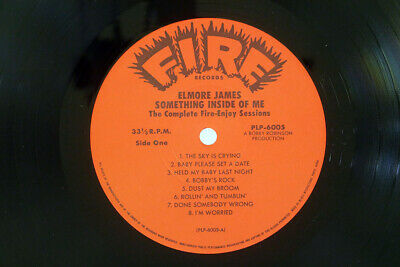 FIRE
RECORDS
ELMORE JAMES
SOMETHING INSIDE OF ME
The Complete Fire-Enjoy Sessions
33⅓ R.P.M.
Side One
PLP-6005
A BOBBY ROBINSON
PRODUCTION
1. THE SKY IS CRYING
2. BABY PLEASE SET A DATE
3. HELD MY BABY LAST NIGHT
4. BOBBY'S ROCK
5. DUST MY BROOM
6. ROLLIN' AND TUMBLIN'
7. DONE SOMEBODY WRONG
8. I'M WORRIED
(PLP-6005-A)